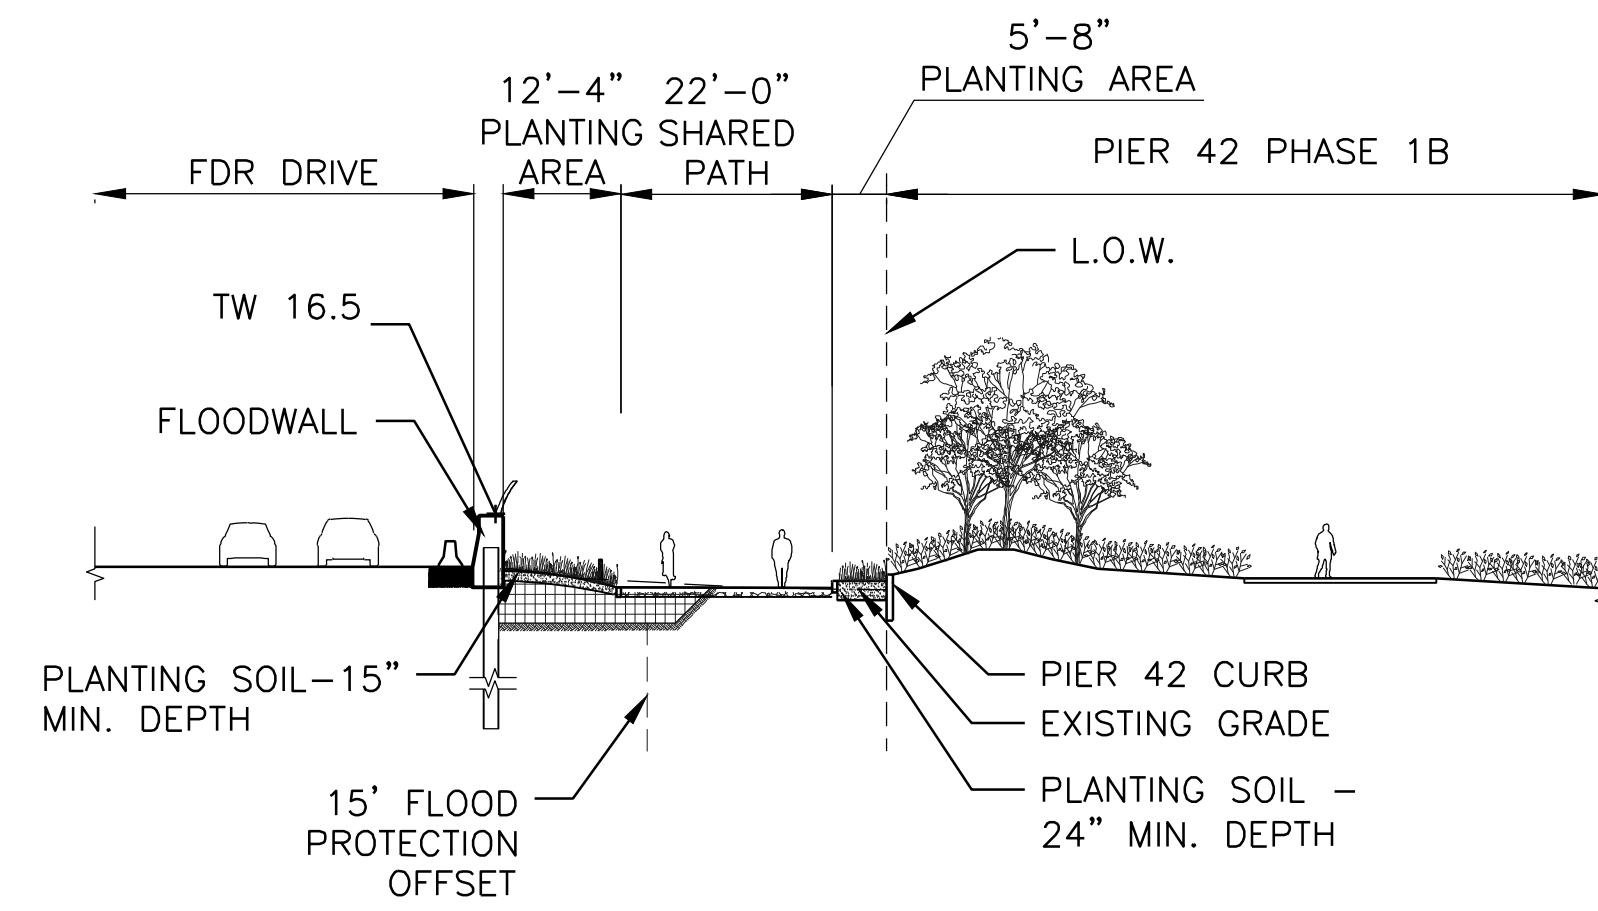 5'-8"
PLANTING AREA
12'-4"
PLANTING
AREA
22'-0"
SHARED
PATH
FDR DRIVE
PIER 42 PHASE 1B
L.O.W.
TW 16.5
FLOODWALL
PLANTING SOIL-15"
MIN. DEPTH
15' FLOOD
PROTECTION
OFFSET
PIER 42 CURB
EXISTING GRADE
PLANTING SOIL -
24" MIN. DEPTH